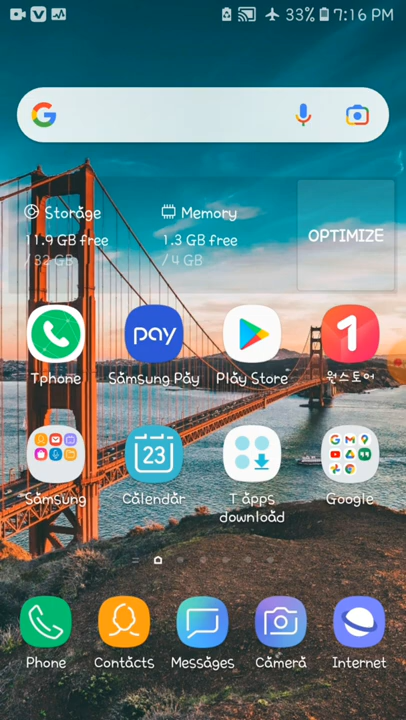 33% 7:16 PM
Storage
Memory
11.9 GB free
/32 GB
1.3 GB free
/4 GB
OPTIMIZE
pay
1
Tphone
Samsung Pay
Play Store
원스토어
23
Samsung
Calendar
T apps
download
Google
Phone
Contacts
Messages
Camera
Internet